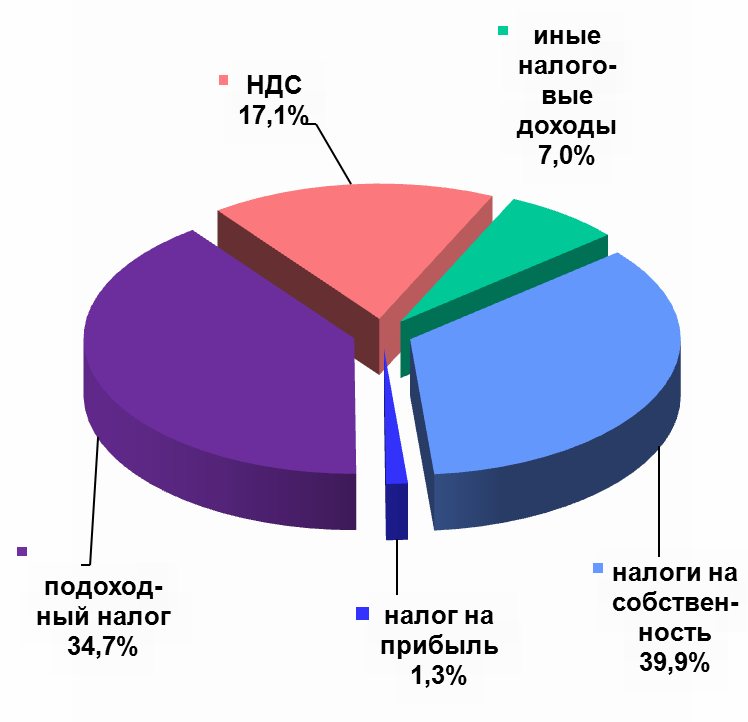 НДС
17,1%
иные
налого-
вые
доходы
7,0%
подоход-
ный налог
34,7%
налог на
прибыль
1,3%
налоги на
собствен-
ность
39,9%